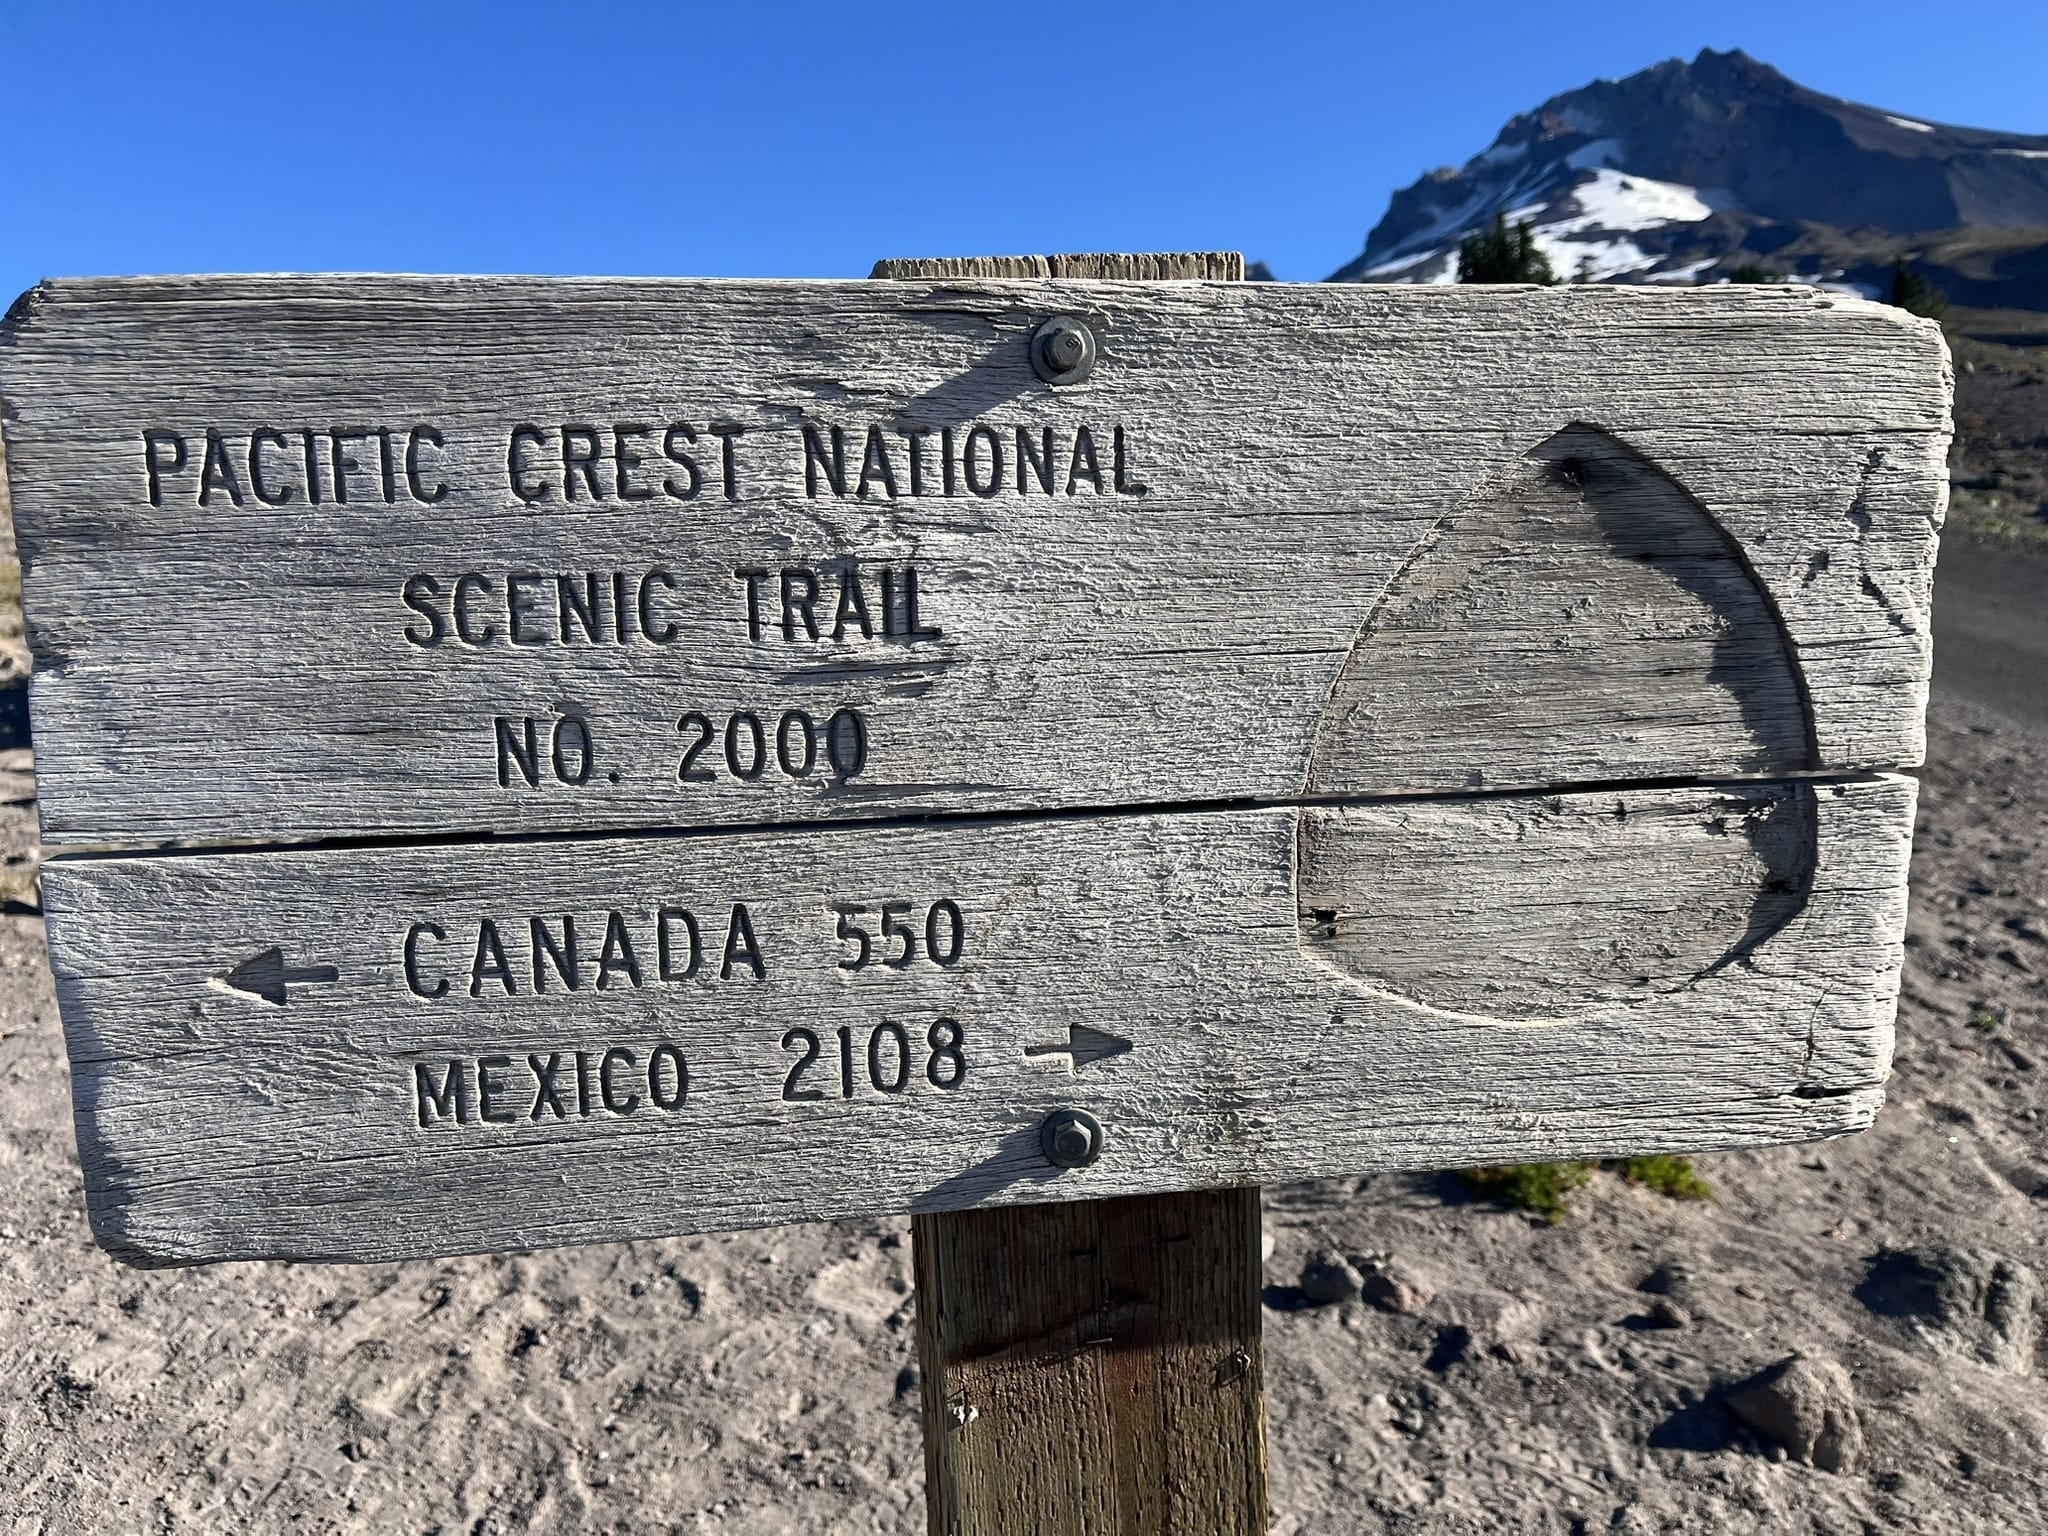 PACIFIC CREST NATIONAL
SCENIC TRAIL
NO. 2000
CANADA 550
MEXICO 2108